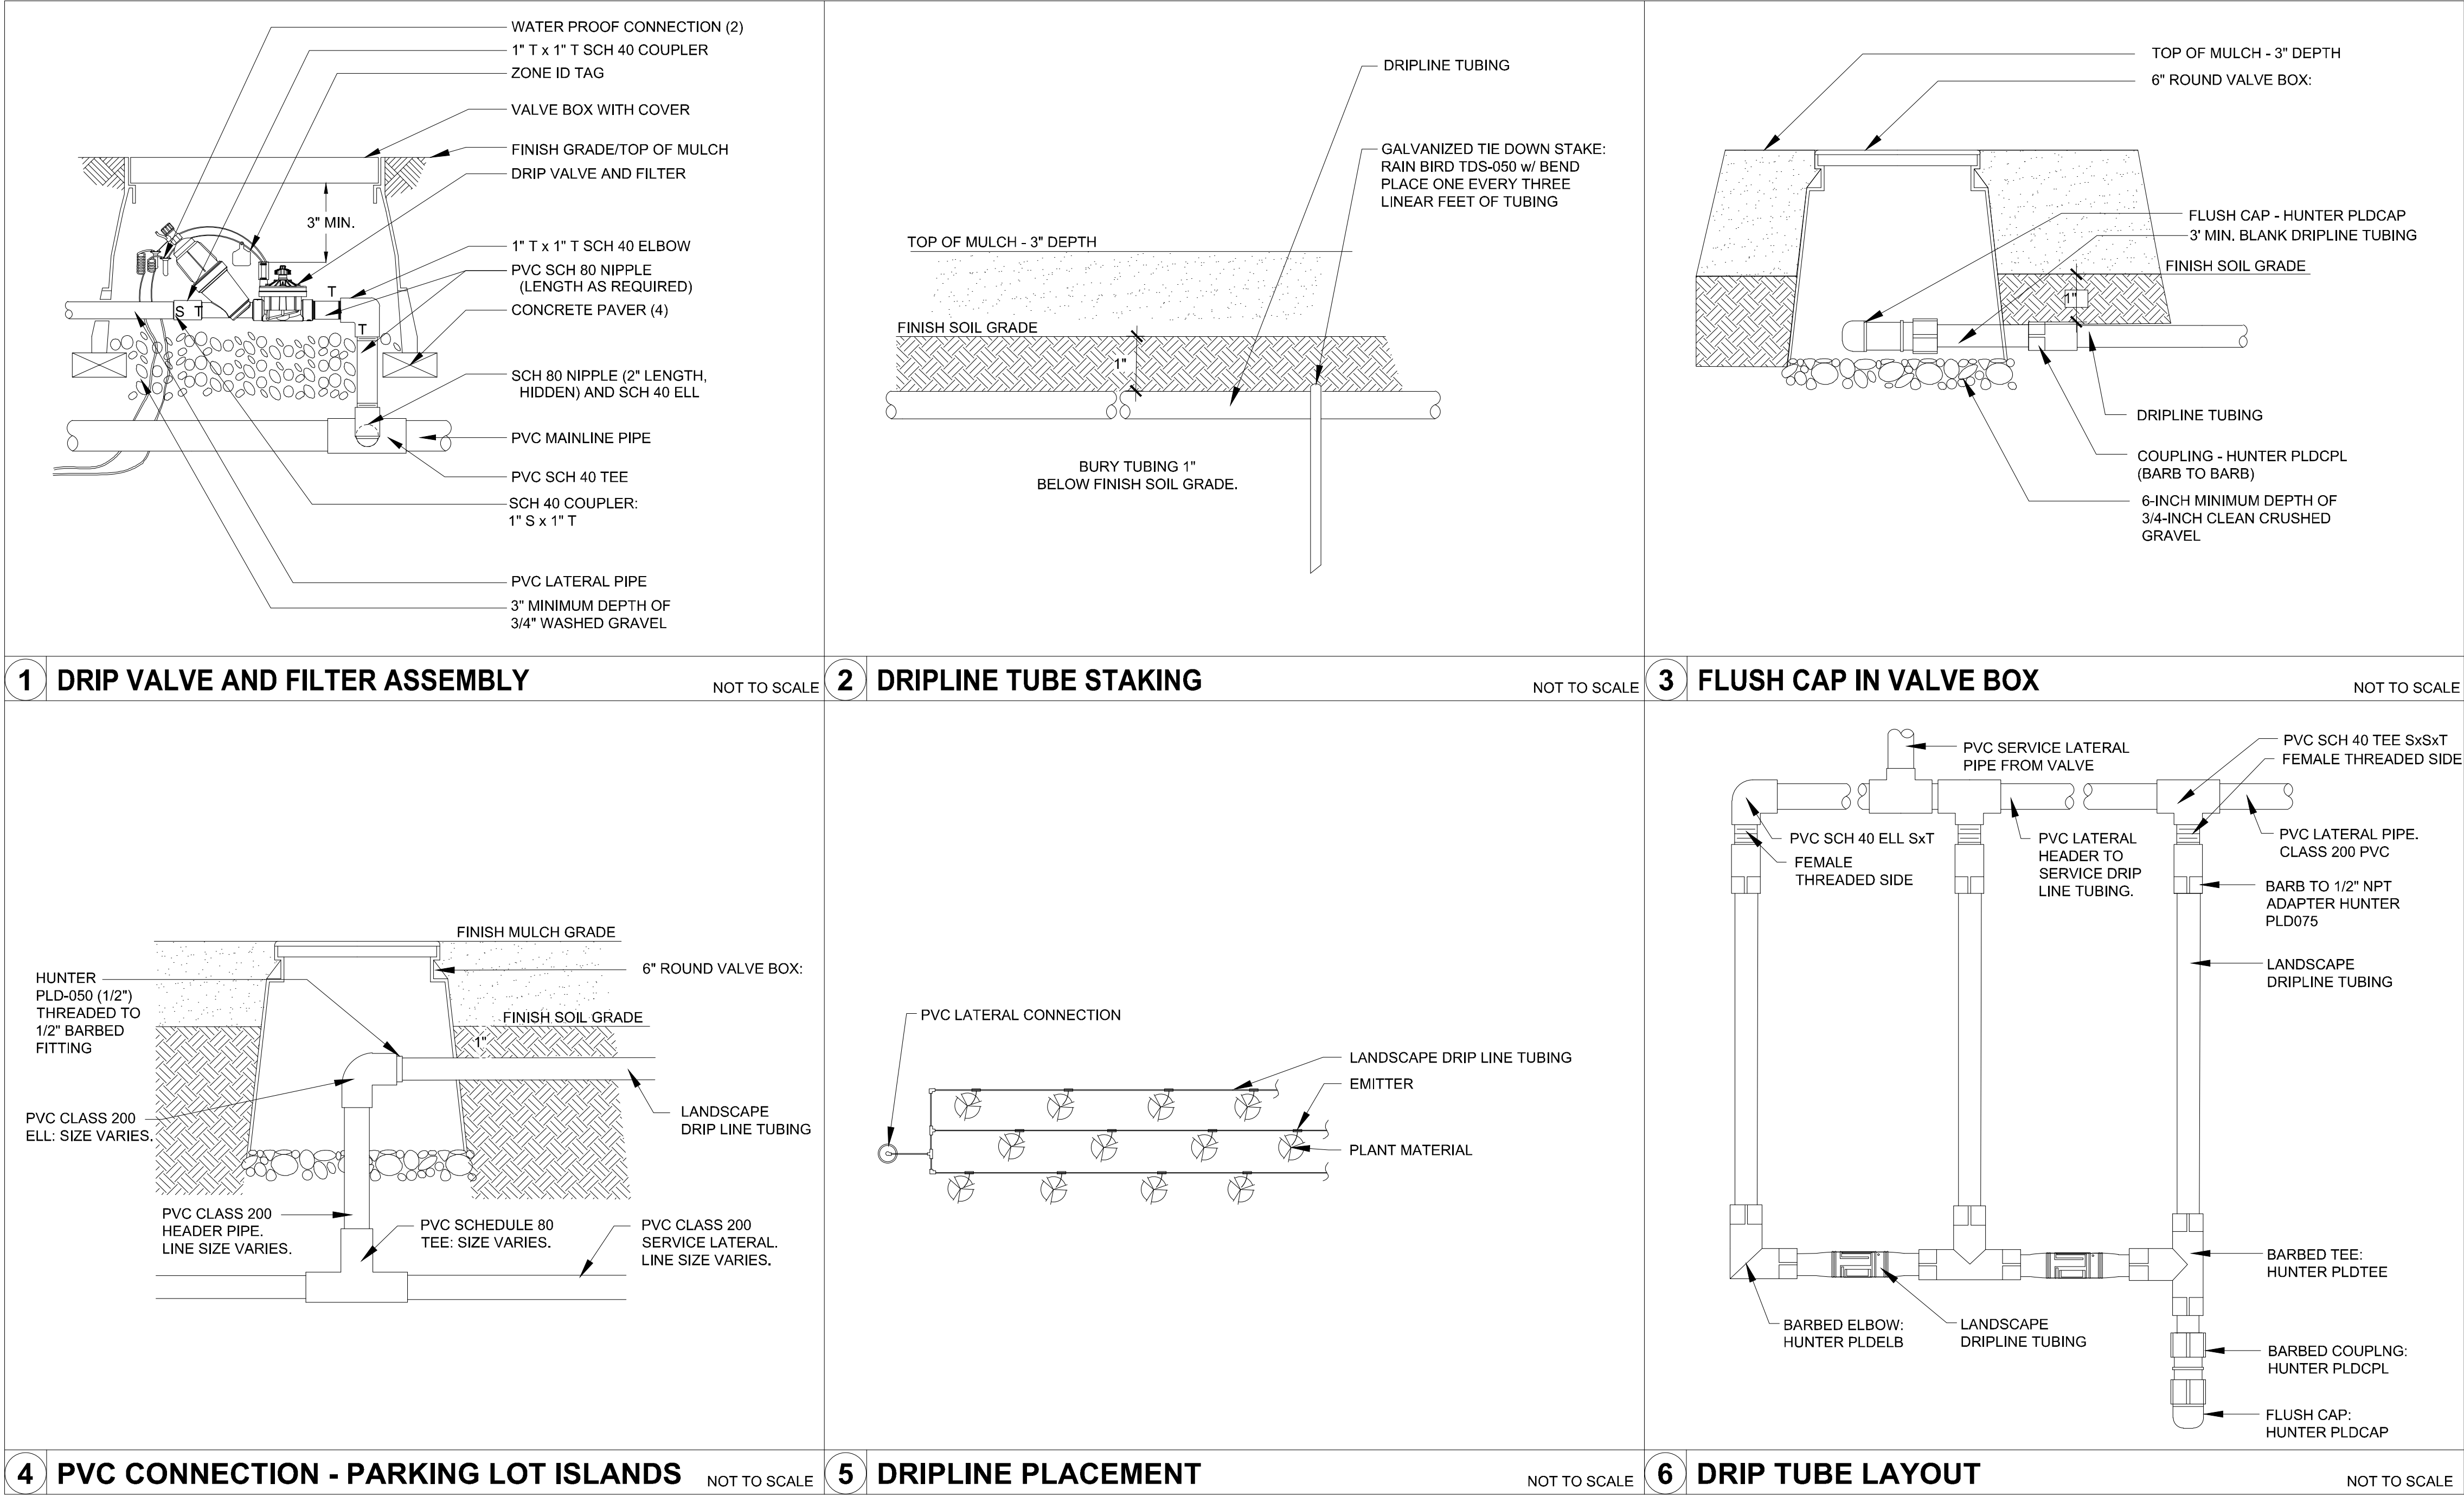 WATER PROOF CONNECTION (2)
1" T x 1" T SCH 40 COUPLER
ZONE ID TAG
VALVE BOX WITH COVER
FINISH GRADE/TOP OF MULCH
DRIP VALVE AND FILTER
3" MIN.
1" T x 1" T SCH 40 ELBOW
PVC SCH 80 NIPPLE
(LENGTH AS REQUIRED)
T
CONCRETE PAVER (4)
S T
T
SCH 80 NIPPLE (2" LENGTH,
HIDDEN) AND SCH 40 ELL
PVC MAINLINE PIPE
PVC SCH 40 TEE
SCH 40 COUPLER:
1" S x 1" T
PVC LATERAL PIPE
3" MINIMUM DEPTH OF
3/4" WASHED GRAVEL
1 DRIP VALVE AND FILTER ASSEMBLY NOT TO SCALE
DRIPLINE TUBING
GALVANIZED TIE DOWN STAKE:
RAIN BIRD TDS-050 w/ BEND
PLACE ONE EVERY THREE
LINEAR FEET OF TUBING
TOP OF MULCH - 3" DEPTH
FINISH SOIL GRADE
1"
BURY TUBING 1"
BELOW FINISH SOIL GRADE.
2 DRIPLINE TUBE STAKING NOT TO SCALE
TOP OF MULCH - 3" DEPTH
6" ROUND VALVE BOX:
FLUSH CAP - HUNTER PLDCAP
3' MIN. BLANK DRIPLINE TUBING
FINISH SOIL GRADE
1"
DRIPLINE TUBING
COUPLING - HUNTER PLDCPL
(BARB TO BARB)
6-INCH MINIMUM DEPTH OF
3/4-INCH CLEAN CRUSHED
GRAVEL
3 FLUSH CAP IN VALVE BOX NOT TO SCALE
FINISH MULCH GRADE
6" ROUND VALVE BOX:
HUNTER
PLD-050 (1/2")
THREADED TO
1/2" BARBED
FITTING
FINISH SOIL GRADE
1"
PVC CLASS 200
ELL: SIZE VARIES.
LANDSCAPE
DRIP LINE TUBING
PVC CLASS 200
HEADER PIPE.
LINE SIZE VARIES.
PVC SCHEDULE 80
TEE: SIZE VARIES.
PVC CLASS 200
SERVICE LATERAL.
LINE SIZE VARIES.
4 PVC CONNECTION - PARKING LOT ISLANDS NOT TO SCALE
PVC LATERAL CONNECTION
LANDSCAPE DRIP LINE TUBING
EMITTER
PLANT MATERIAL
5 DRIPLINE PLACEMENT NOT TO SCALE
PVC SERVICE LATERAL
PIPE FROM VALVE
PVC SCH 40 TEE SxSxT
FEMALE THREADED SIDE
PVC SCH 40 ELL SxT
FEMALE
THREADED SIDE
PVC LATERAL
HEADER TO
SERVICE DRIP
LINE TUBING.
PVC LATERAL PIPE.
CLASS 200 PVC
BARB TO 1/2" NPT
ADAPTER HUNTER
PLD075
LANDSCAPE
DRIPLINE TUBING
BARBED TEE:
HUNTER PLDTEE
BARBED ELBOW:
HUNTER PLDELB
LANDSCAPE
DRIPLINE TUBING
BARBED COUPLNG:
HUNTER PLDCPL
FLUSH CAP:
HUNTER PLDCAP
6 DRIP TUBE LAYOUT NOT TO SCALE